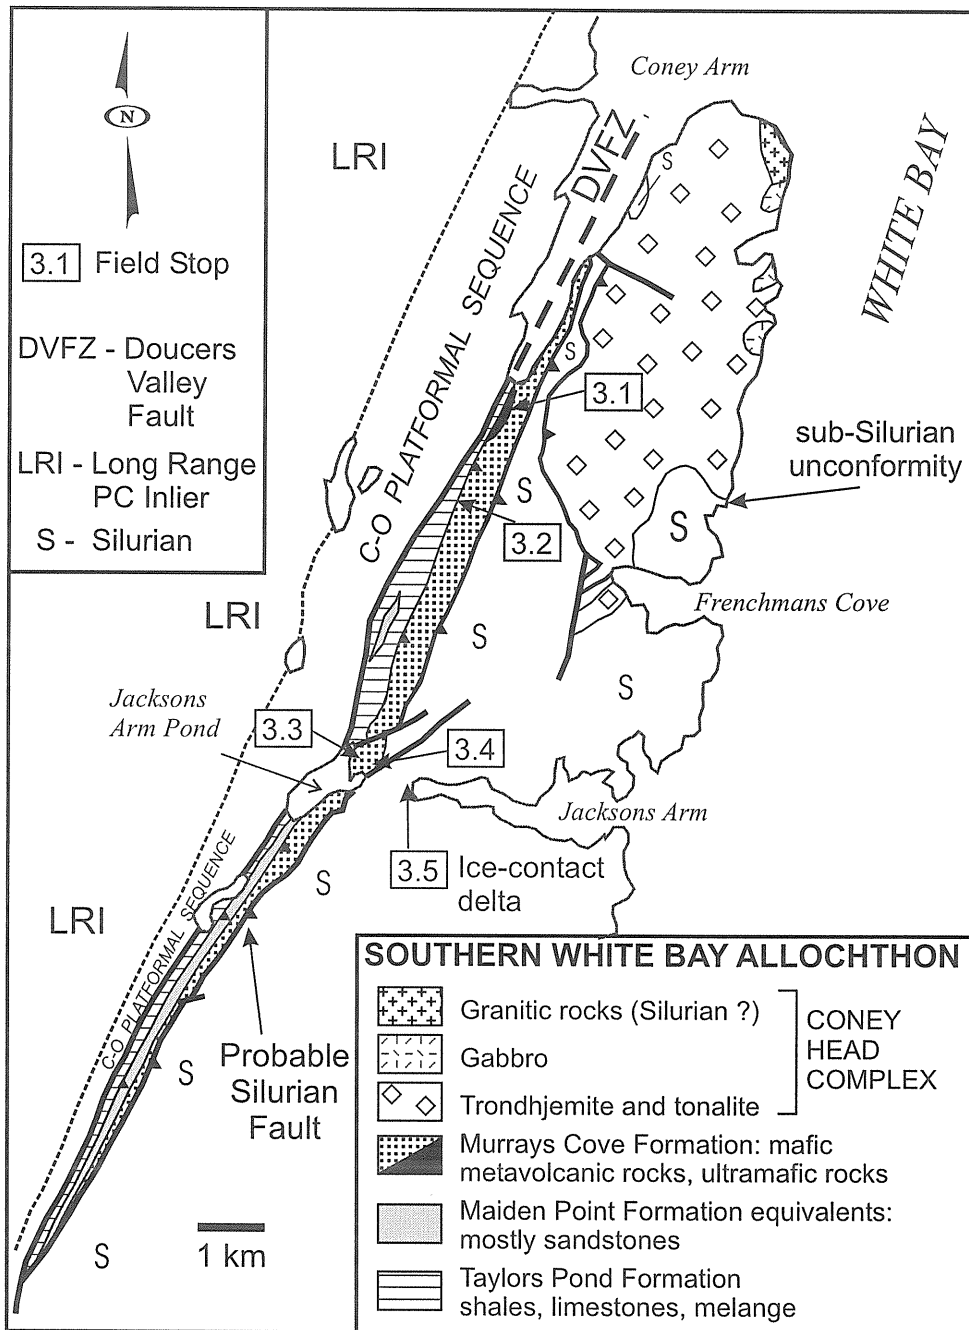 N
3.1 Field Stop
DVFZ - Doucers
Valley
Fault
LRI - Long Range
PC Inlier
S - Silurian
LRI
C-O PLATFORMAL SEQUENCE
DVFZ
Coney Arm
WHITE BAY
S
S
3.1
sub-Silurian
unconformity
S
S
3.2
Frenchmans Cove
LRI
S
S
Jacksons
Arm Pond
3.3
3.4
Jacksons Arm
3.5 Ice-contact
delta
S
C-O PLATFORMAL SEQUENCE
LRI
S
Probable
Silurian
Fault
S
1 km
SOUTHERN WHITE BAY ALLOCHTHON
Granitic rocks (Silurian ?)
Gabbro
Trondhjemite and tonalite
CONEY
HEAD
COMPLEX
Murrays Cove Formation: mafic
metavolcanic rocks, ultramafic rocks
Maiden Point Formation equivalents:
mostly sandstones
Taylors Pond Formation
shales, limestones, melange